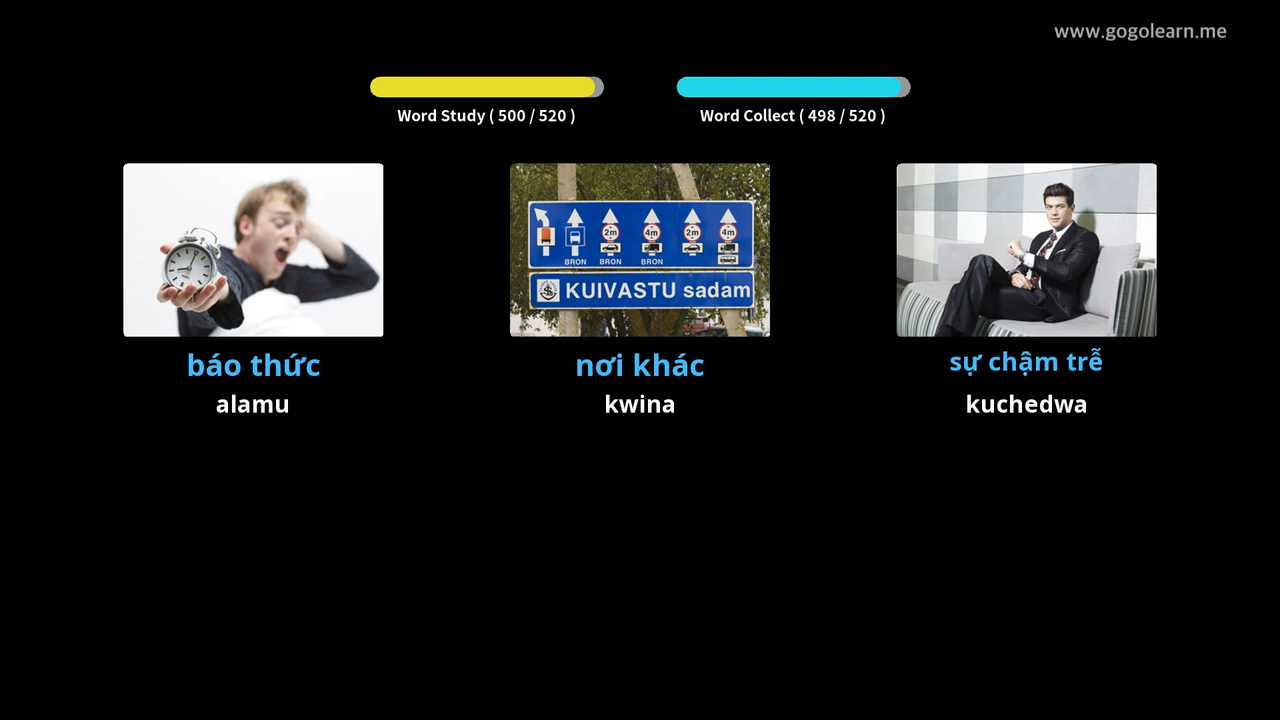 www.gogolearn.me
Word Study ( 500 / 520 )
Word Collect ( 498 / 520 )
2m
4m
2m
4m
BRON
BRON
BRON
KUIVASTU sadam
báo thức
nơi khác
sự chậm trễ
alamu
kwina
kuchedwa